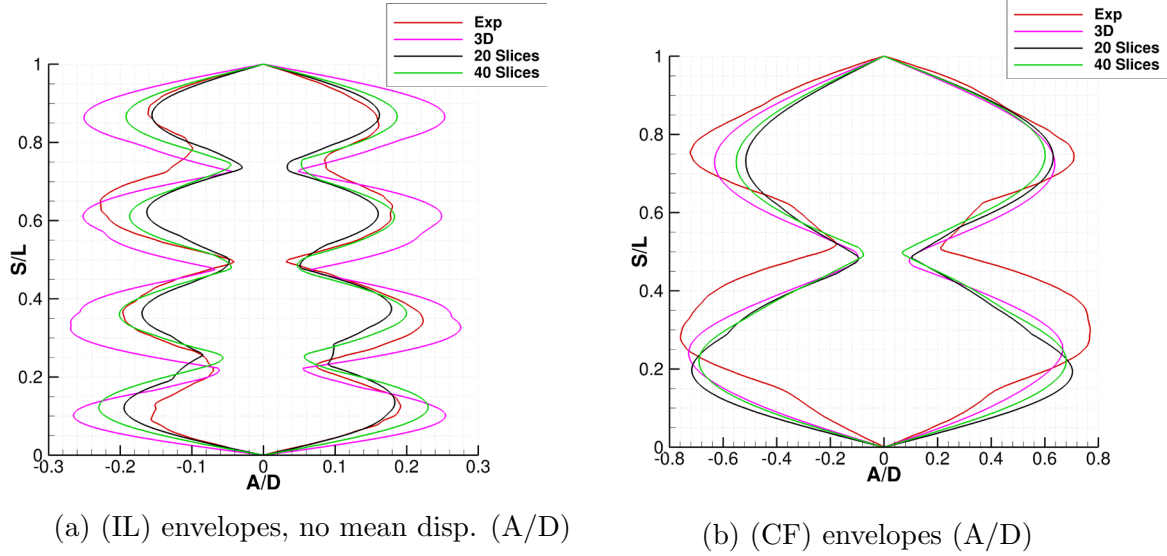 Exp
3D
20 Slices
40 Slices
S/L
1
0.8
0.6
0.4
0.2
0
-0.3
-0.2
-0.1
0
0.1
0.2
0.3
A/D
(a) (IL) envelopes, no mean disp. (A/D)
Exp
3D
20 Slices
40 Slices
S/L
1
0.8
0.6
0.4
0.2
0
-0.8
-0.6
-0.4
-0.2
0
0.2
0.4
0.6
0.8
A/D
(b) (CF) envelopes (A/D)